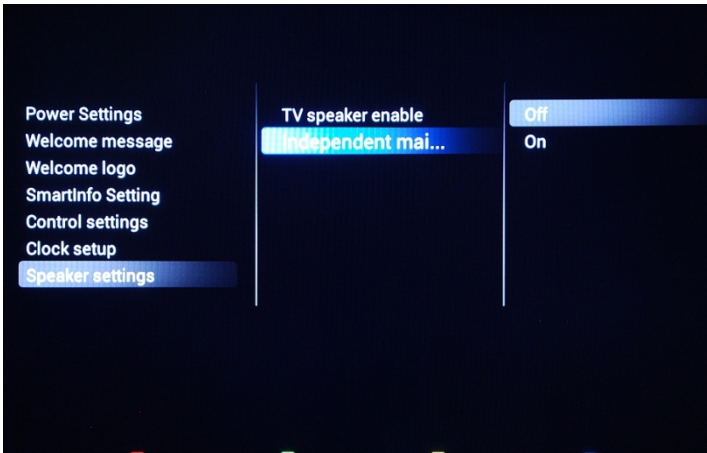 Power Settings
Welcome message
Welcome logo
SmartInfo Setting
Control settings
Clock setup
Speaker settings
TV speaker enable
Independent mai...
Off
On